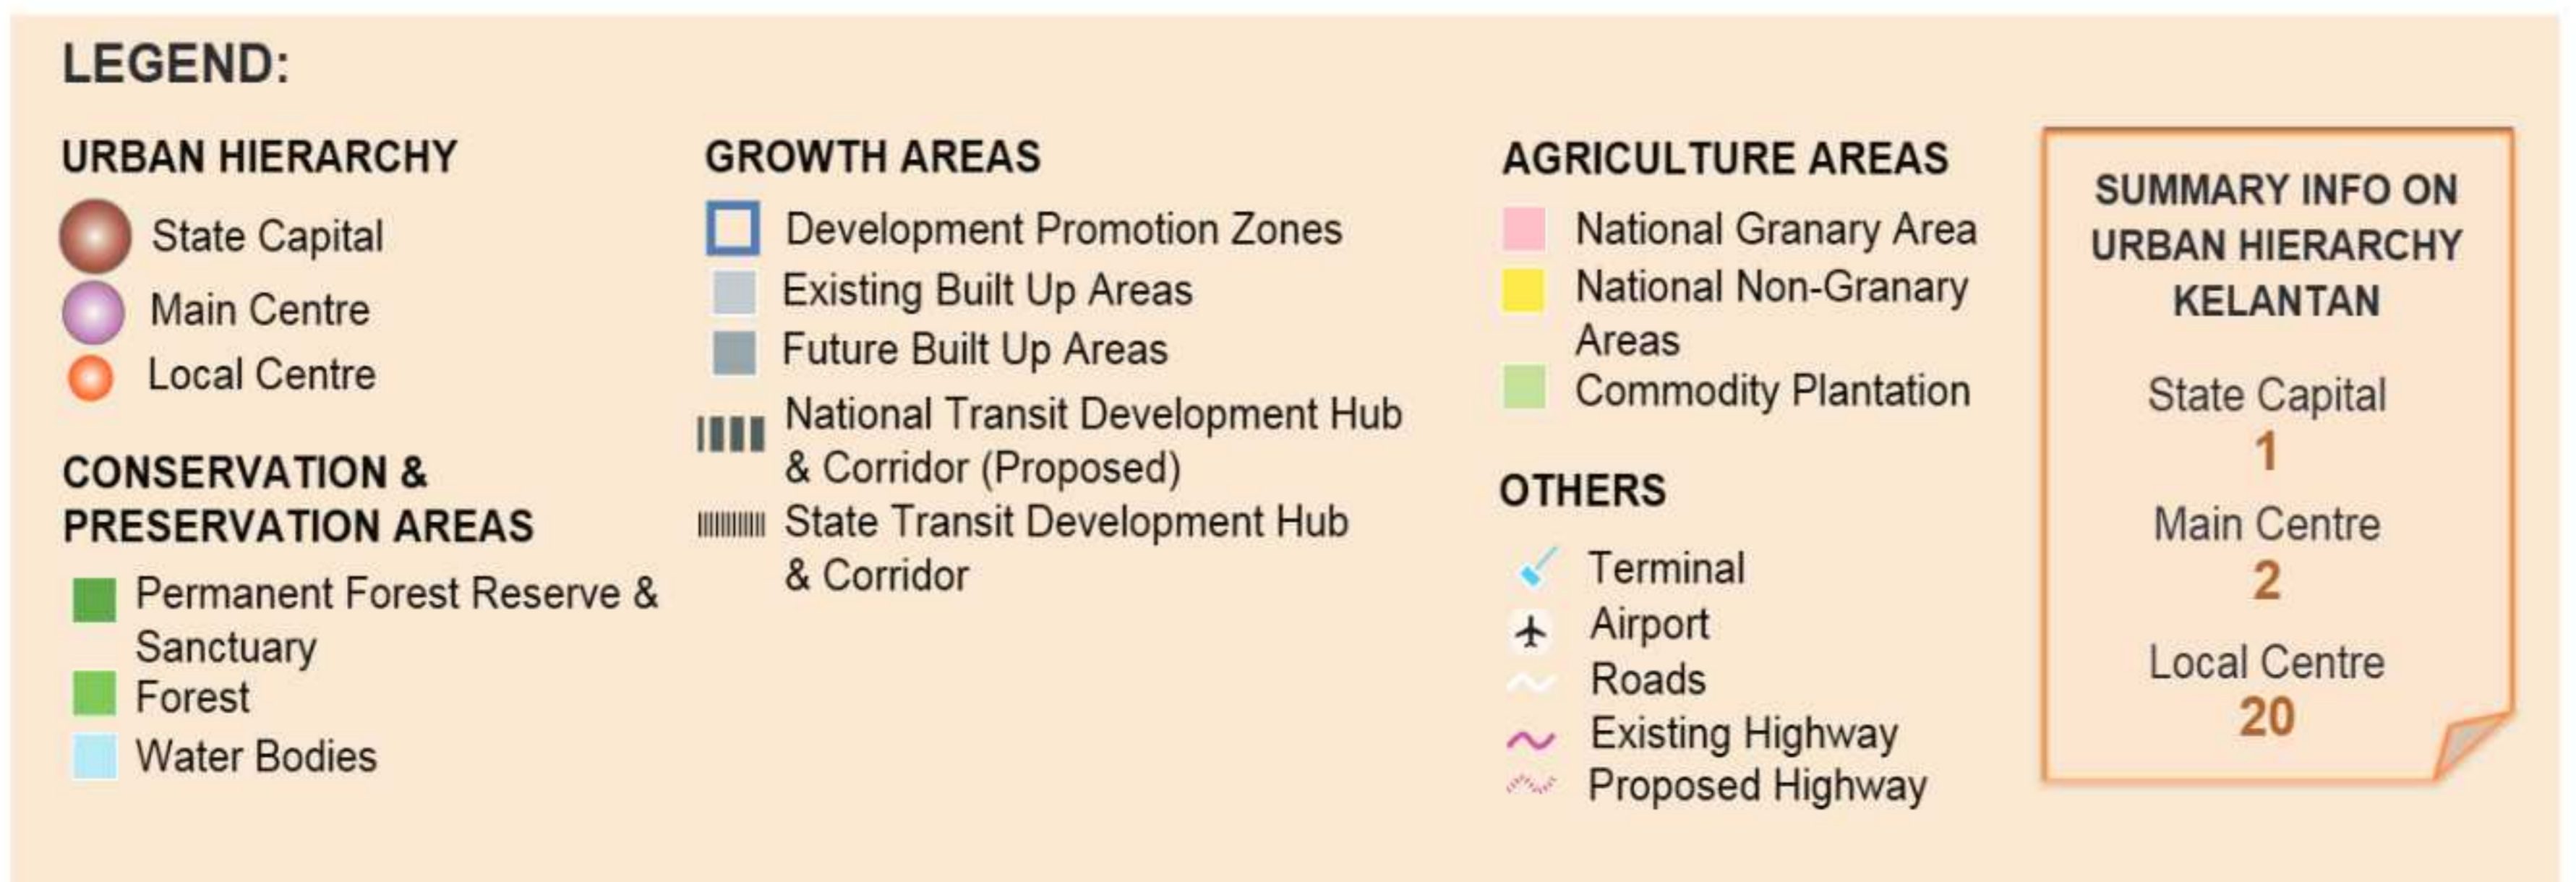 LEGEND:
URBAN HIERARCHY
State Capital
Main Centre
Local Centre
CONSERVATION &
PRESERVATION AREAS
Permanent Forest Reserve &
Sanctuary
Forest
Water Bodies
GROWTH AREAS
Development Promotion Zones
Existing Built Up Areas
Future Built Up Areas
National Transit Development Hub
& Corridor (Proposed)
State Transit Development Hub
& Corridor
AGRICULTURE AREAS
National Granary Area
National Non-Granary
Areas
Commodity Plantation
OTHERS
Terminal
Airport
Roads
Existing Highway
Proposed Highway
SUMMARY INFO ON
URBAN HIERARCHY
KELANTAN
State Capital
1
Main Centre
2
Local Centre
20